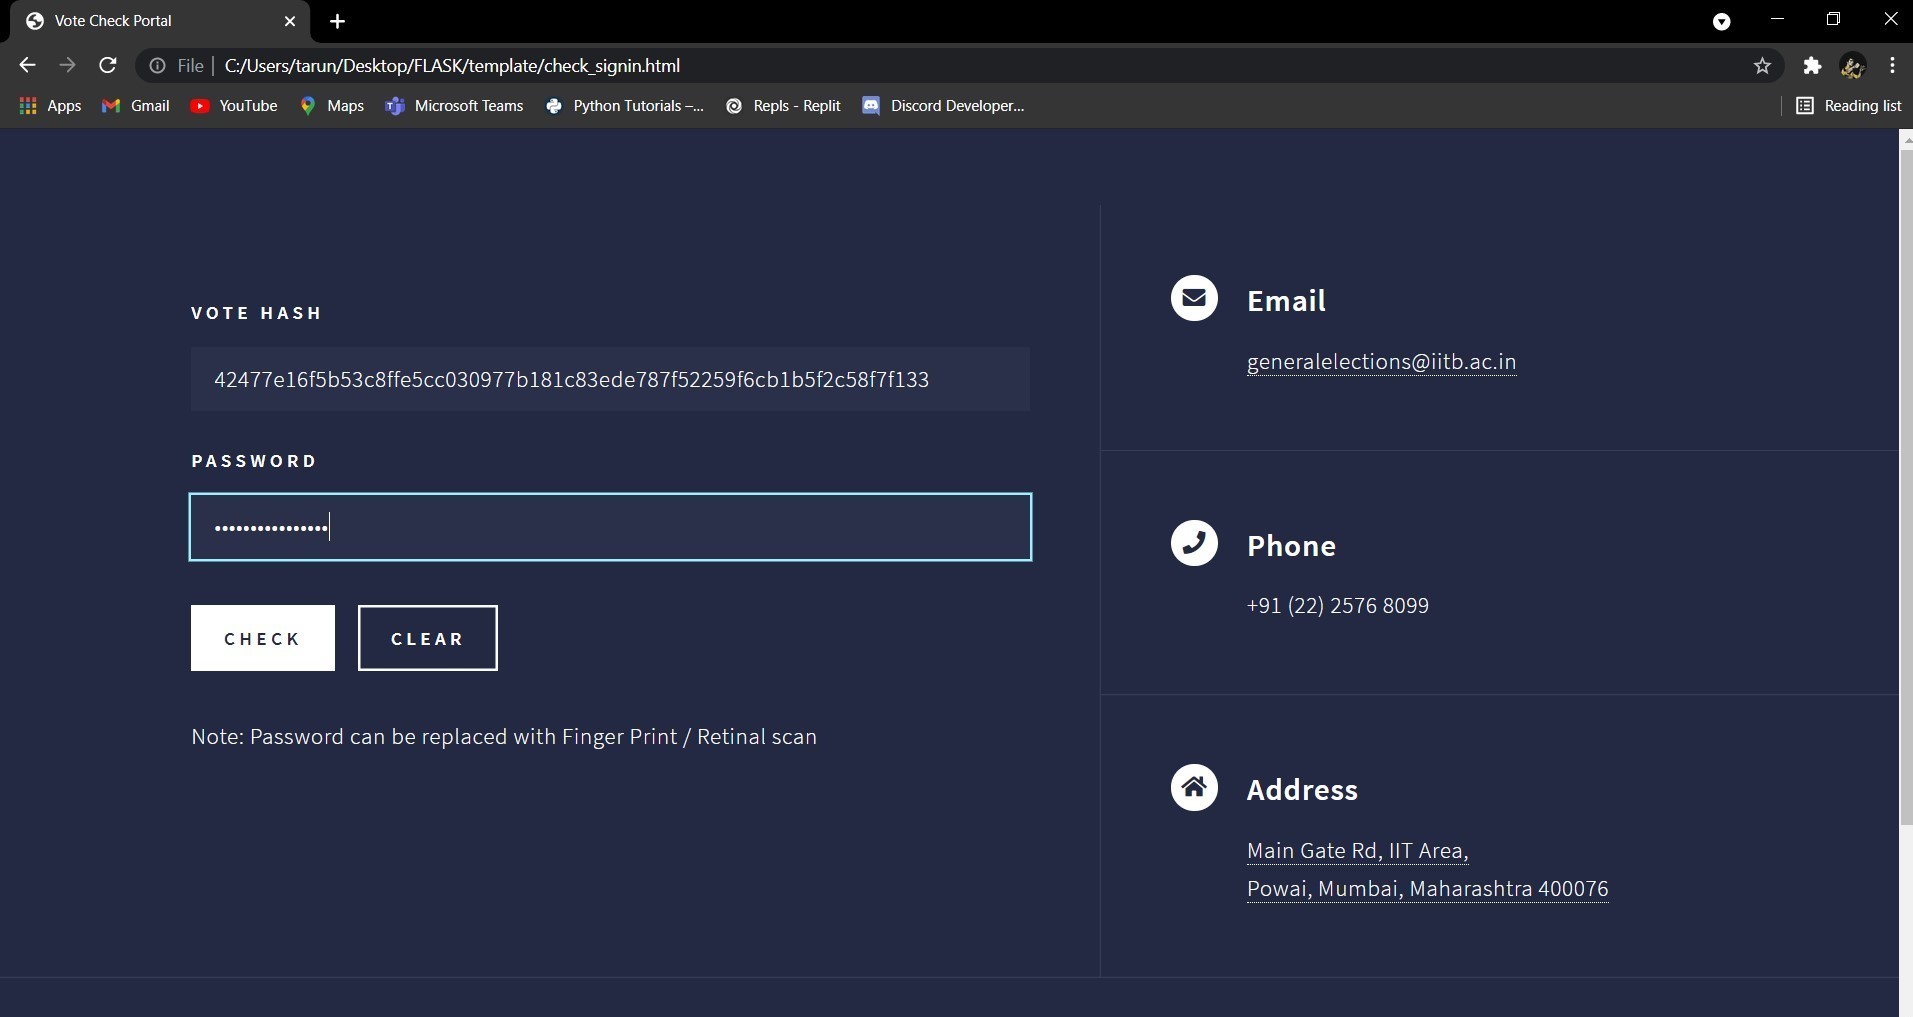 Vote Check Portal
File
C:/Users/tarun/Desktop/FLASK/template/check_signin.html
Apps
Gmail
YouTube
Maps
Microsoft Teams
Python Tutorials –...
Repls - Replit
Discord Developer...
Reading list
VOTE HASH
42477e16f5b53c8ffe5cc030977b181c83ede787f52259f6cb1b5f2c58f7f133
PASSWORD
••••••••••••••••
CHECK
CLEAR
Note: Password can be replaced with Finger Print / Retinal scan
Email
generalelections@iitb.ac.in
Phone
+91 (22) 2576 8099
Address
Main Gate Rd, IIT Area,
Powai, Mumbai, Maharashtra 400076